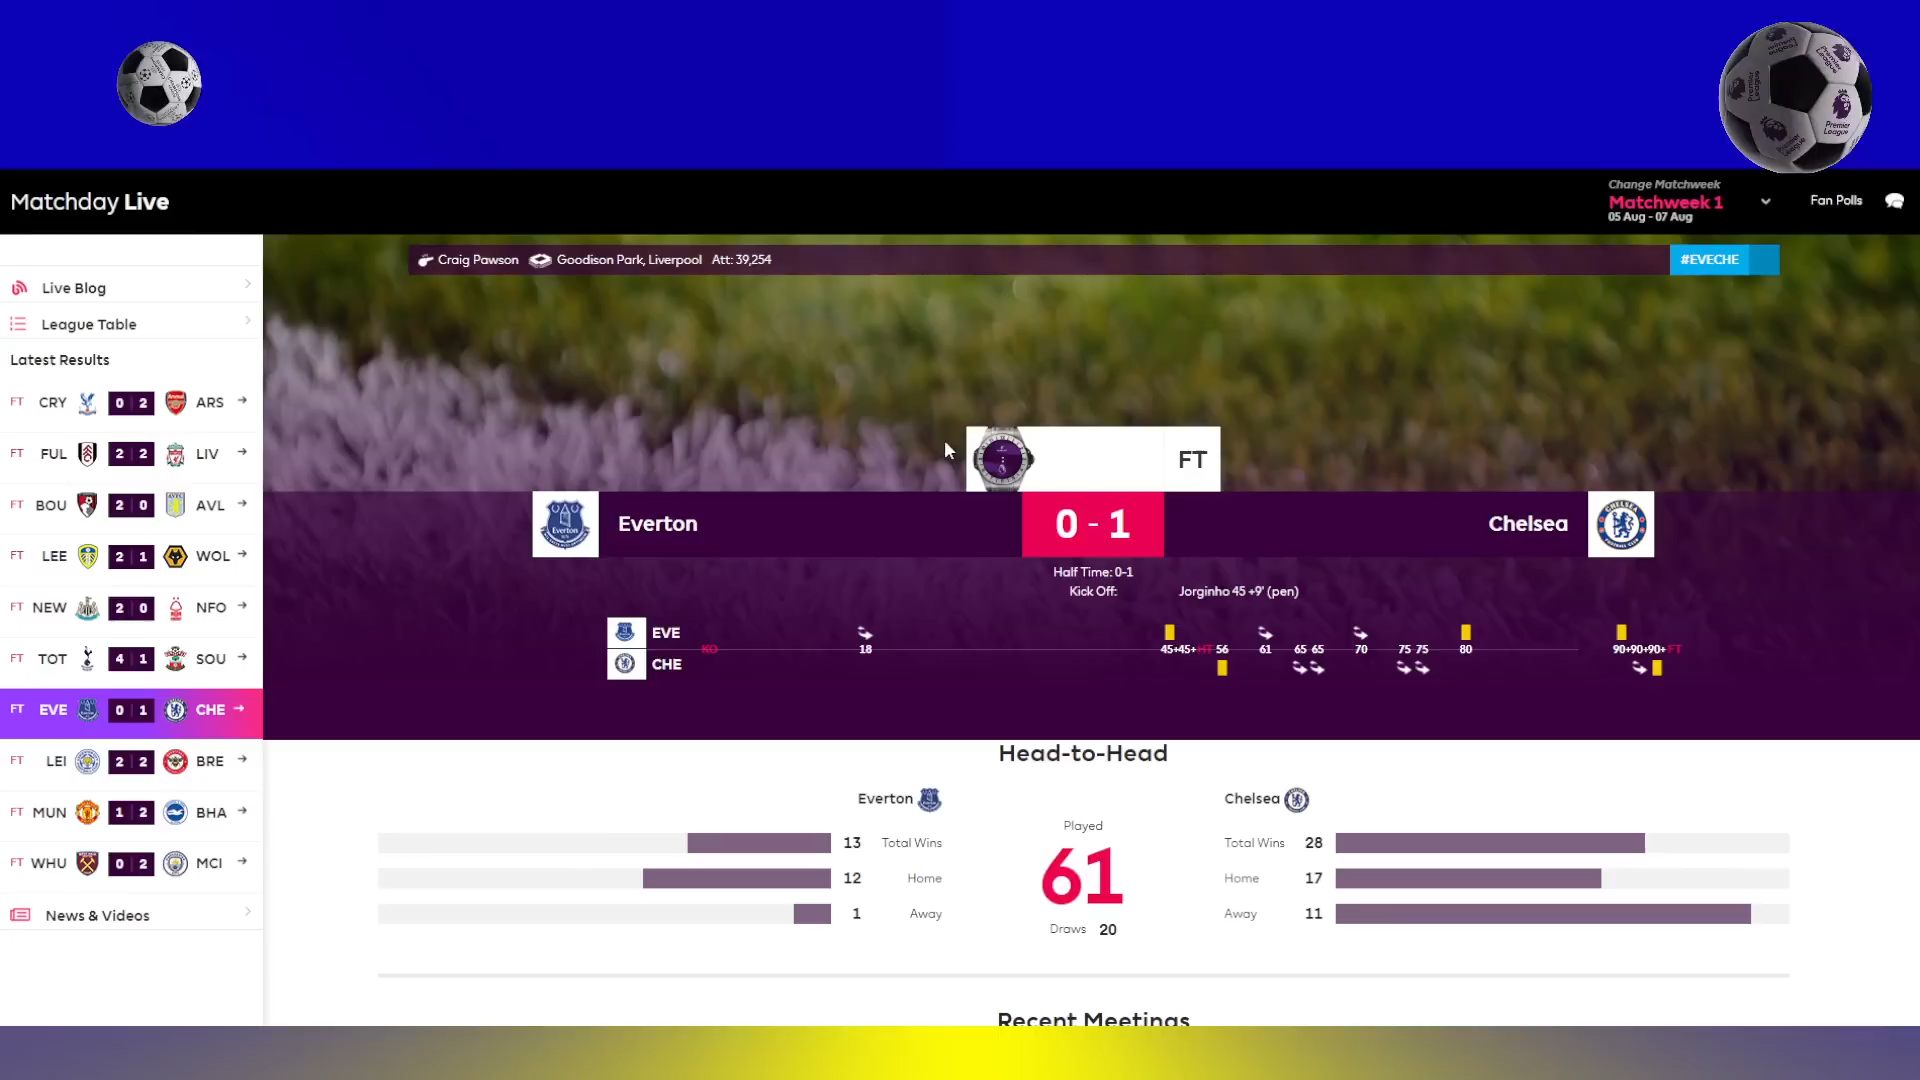 Matchday Live
Change Matchweek
Matchweek 1
05 Aug - 07 Aug
Fan Polls
Live Blog
League Table
Latest Results
FT CRY 0 2 ARS
FT FUL 2 2 LIV
FT BOU 2 0 AVL
FT LEE 2 1 WOL
FT NEW 2 0 NFO
FT TOT 4 1 SOU
FT EVE 0 1 CHE
FT LEI 2 2 BRE
FT MUN 1 2 BHA
FT WHU 0 2 MCI
News & Videos
Craig Pawson Goodison Park, Liverpool Att: 39,254
#EVECHE
FT
Everton 0 - 1 Chelsea
Half Time: 0-1
Kick Off:
Jorginho 45 +9' (pen)
EVE
KO 18 45+45+HT 56 61 65 65 70 75 75 80 90+90+90+ FT
CHE
Head-to-Head
Everton
Chelsea
Played
61
Draws 20
13 Total Wins
12 Home
1 Away
Total Wins 28
Home 17
Away 11
Recent Meetings
Premier League
Premier League